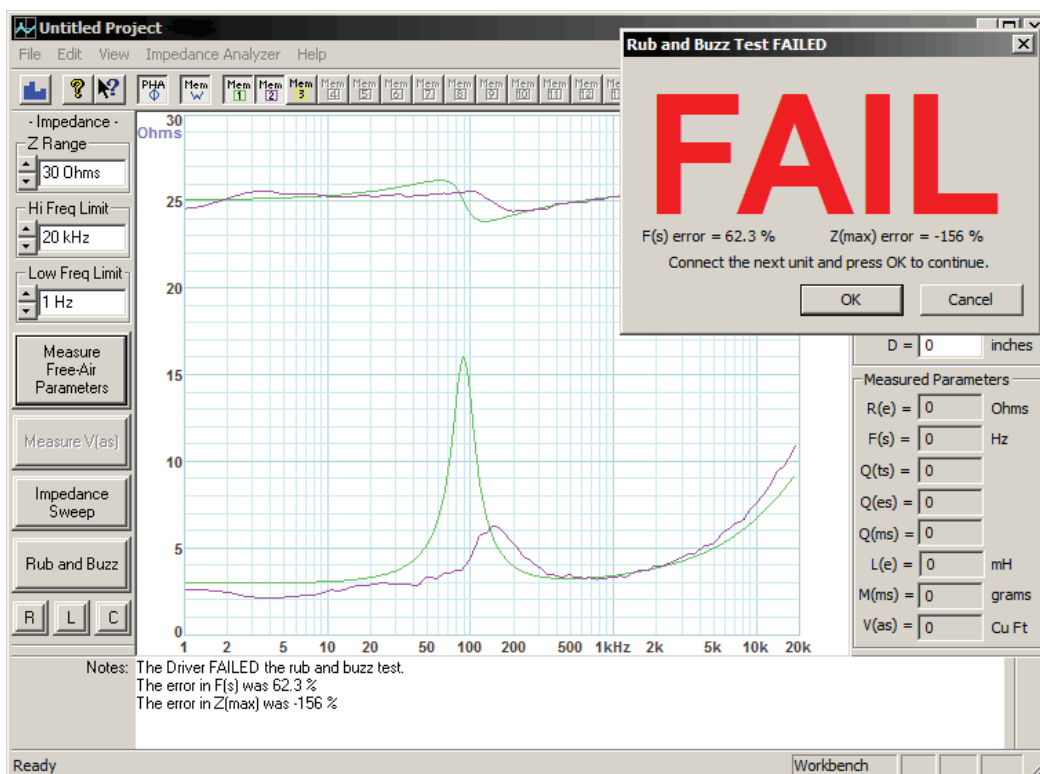 Untitled Project
File Edit View Impedance Analyzer Help
PHA Φ Mem Mem 1 Mem 2 Mem 3 Mem 4 Mem 5 Mem 6 Mem 7 Mem 8 Mem 9 Mem 10 Mem 11 Mem 12
Rub and Buzz Test FAILED
FAIL
F(s) error = 62.3 % Z(max) error = -156 %
Connect the next unit and press OK to continue.
OK Cancel
- Impedance -
Z Range
30 Ohms
Hi Freq Limit
20 kHz
Low Freq Limit
1 Hz
Measure
Free-Air
Parameters
Measure V(as)
Impedance
Sweep
Rub and Buzz
R L C
30
Ohms
25
20
15
10
5
0
1 2 5 10 20 50 100 200 500 1kHz 2k 5k 10k 20k
D = 0 inches
Measured Parameters
R(e) = 0 Ohms
F(s) = 0 Hz
Q(ts) = 0
Q(es) = 0
Q(ms) = 0
L(e) = 0 mH
M(ms) = 0 grams
V(as) = 0 Cu Ft
Notes: The Driver FAILED the rub and buzz test.
The error in F(s) was 62.3 %
The error in Z(max) was -156 %
Ready Workbench